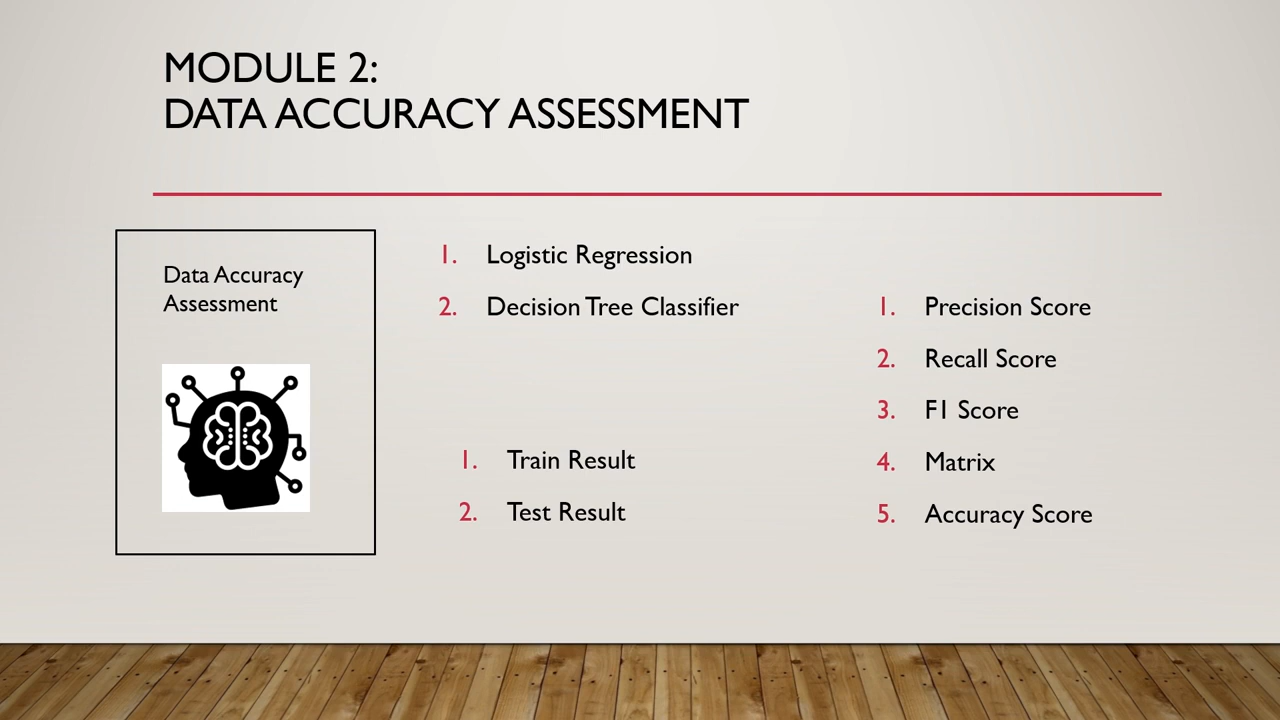 MODULE 2:
DATA ACCURACY ASSESSMENT
Data Accuracy
Assessment
1. Logistic Regression
2. Decision Tree Classifier
1. Train Result
2. Test Result
1. Precision Score
2. Recall Score
3. F1 Score
4. Matrix
5. Accuracy Score